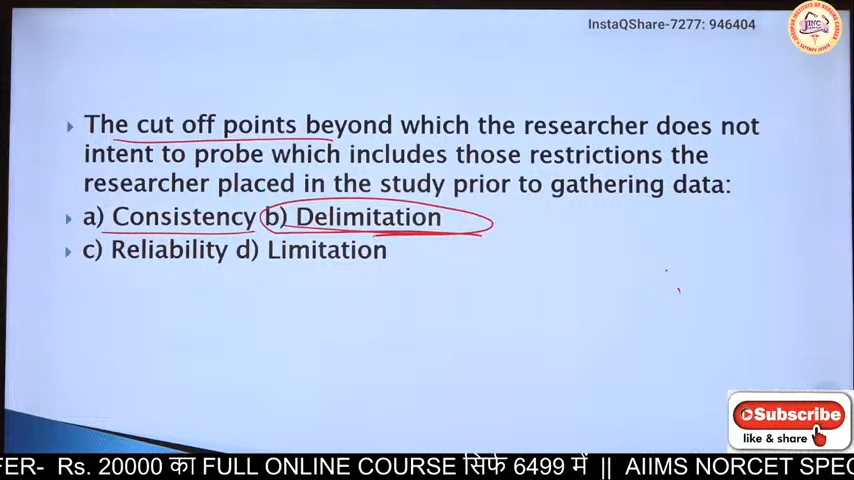 InstaQShare-7277: 946404
The cut off points beyond which the researcher does not
intent to probe which includes those restrictions the
researcher placed in the study prior to gathering data:
a) Consistency b) Delimitation
c) Reliability d) Limitation
Subscribe
like & share
FER- Rs. 20000 का FULL ONLINE COURSE सिर्फ 6499 में || AIIMS NORCET SPEC